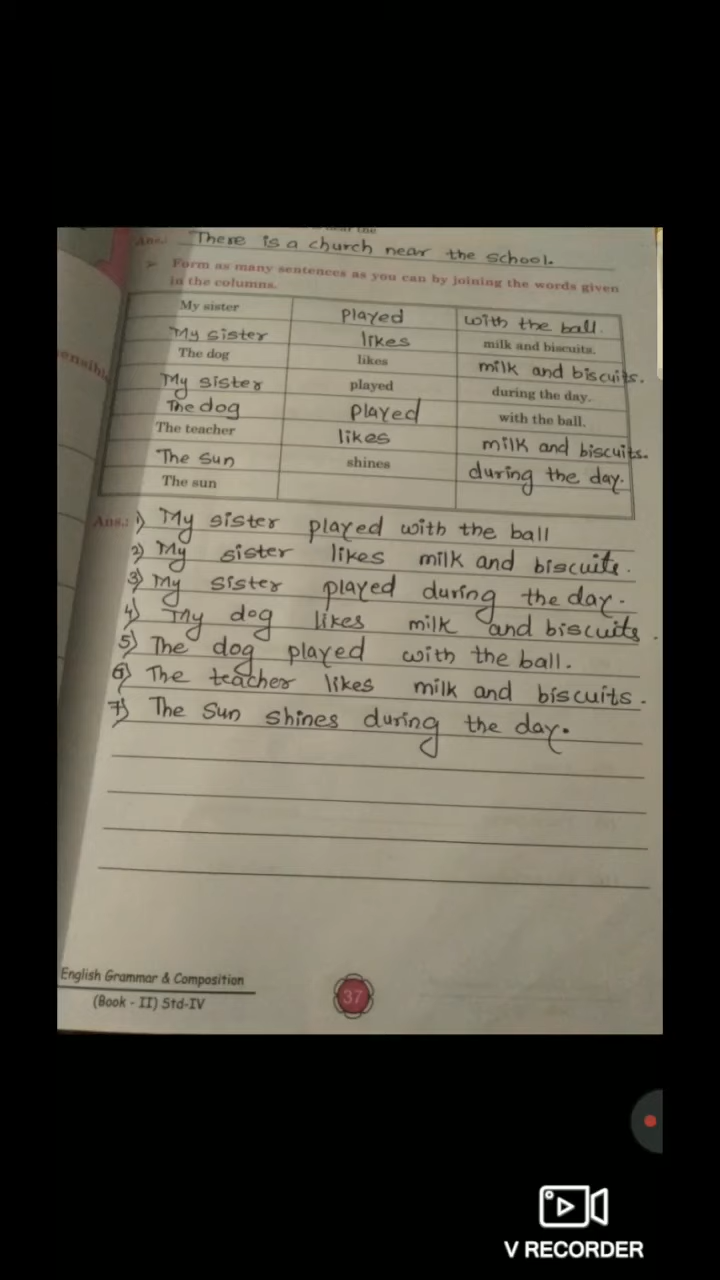 Ans.: There is a church near the school.
➢ Form as many sentences as you can by joining the words given
in the columns.
My sister played with the ball.
My sister likes milk and biscuits.
The dog likes milk and biscuits.
My sister played during the day.
The dog played with the ball.
The teacher likes milk and biscuits.
The sun shines during the day.
The sun
Ans.: 1) My sister played with the ball
2) My sister likes milk and biscuits.
3) My sister played during the day.
4) My dog likes milk and biscuits.
5) The dog played with the ball.
6) The teacher likes milk and biscuits.
7) The Sun shines during the day.
English Grammar & Composition
(Book - II) Std-IV
37
V RECORDER